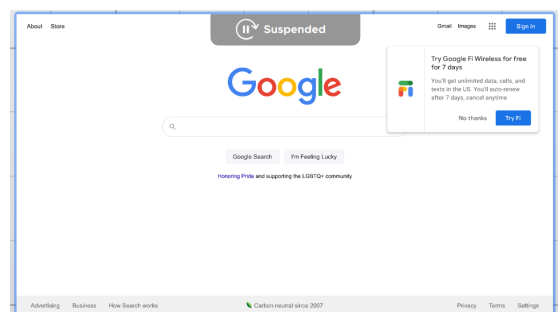 About Store
Suspended
Gmail Images
Sign in
Google
Try Google Fi Wireless for free
for 7 days
You'll get unlimited data, calls, and
texts in the US. You'll auto-renew
after 7 days, cancel anytime
No thanks Try Fi
Google Search I'm Feeling Lucky
Honoring Pride and supporting the LGBTQ+ community
Advertising Business How Search works
Carbon neutral since 2007
Privacy Terms Settings